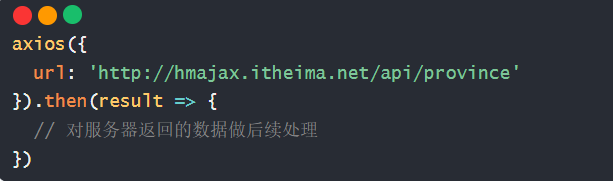 axios({
  url: 'http://hmajax.itheima.net/api/province'
}).then(result => {
  // 对服务器返回的数据做后续处理
})